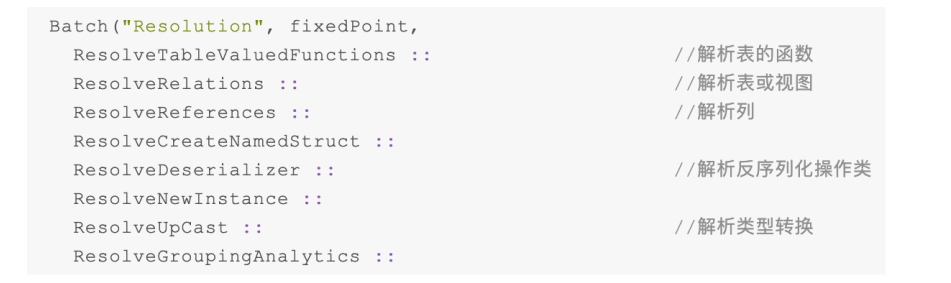 Batch("Resolution", fixedPoint,
ResolveTableValuedFunctions :: //解析表的函数
ResolveRelations :: //解析表或视图
ResolveReferences :: //解析列
ResolveCreateNamedStruct ::
ResolveDeserializer :: //解析反序列化操作类
ResolveNewInstance ::
ResolveUpCast :: //解析类型转换
ResolveGroupingAnalytics ::